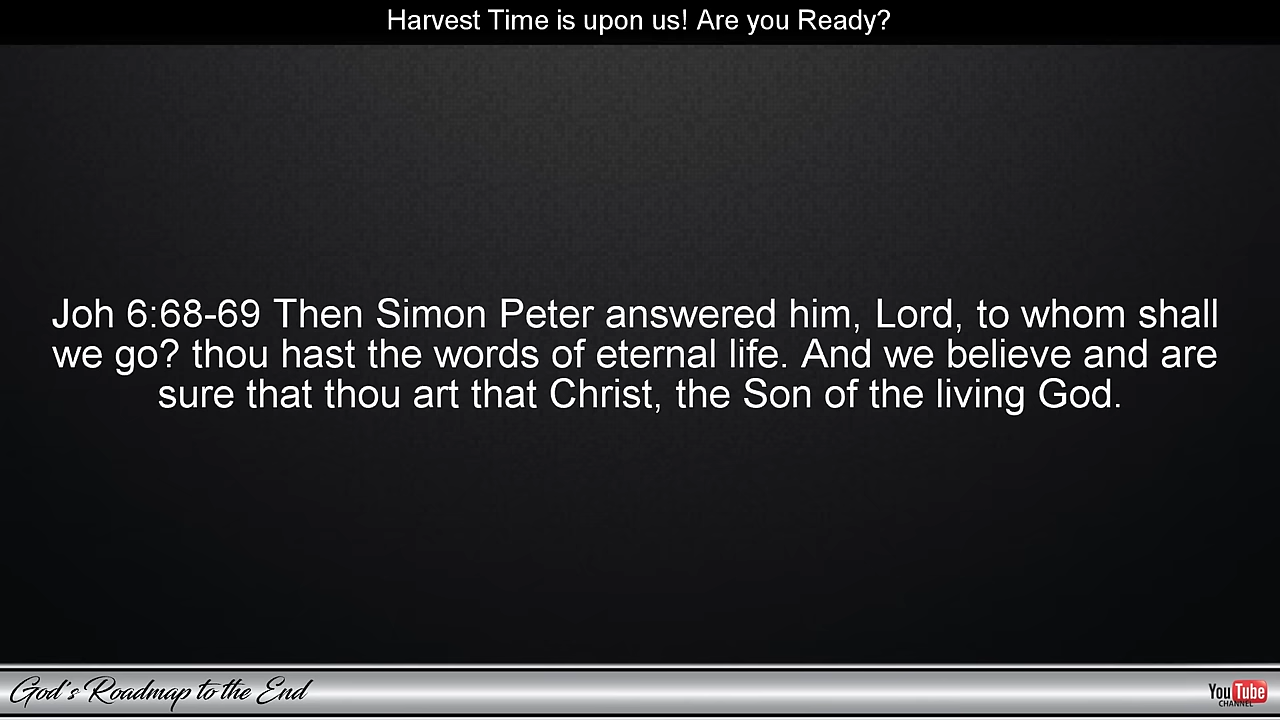 Harvest Time is upon us! Are you Ready?
Joh 6:68-69 Then Simon Peter answered him, Lord, to whom shall
we go? thou hast the words of eternal life. And we believe and are
sure that thou art that Christ, the Son of the living God.
God's Roadmap to the End
YouTube
CHANNEL